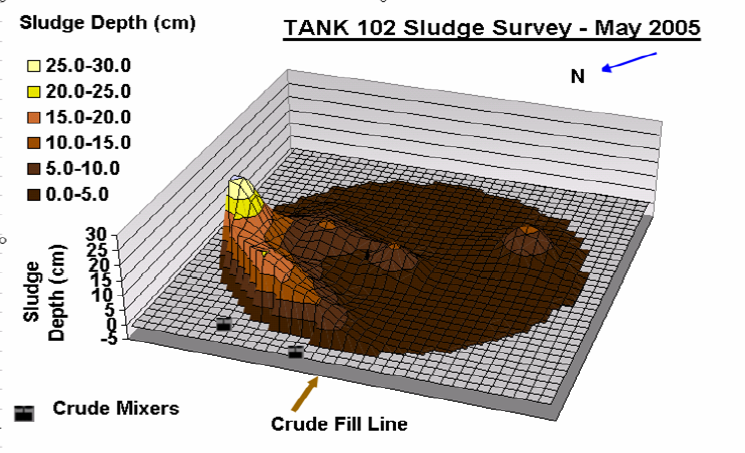 Sludge Depth (cm)
TANK 102 Sludge Survey - May 2005
N
25.0-30.0
20.0-25.0
15.0-20.0
10.0-15.0
5.0-10.0
0.0-5.0
Sludge
Depth (cm)
30
25
20
15
10
5
0
-5
Crude Mixers
Crude Fill Line